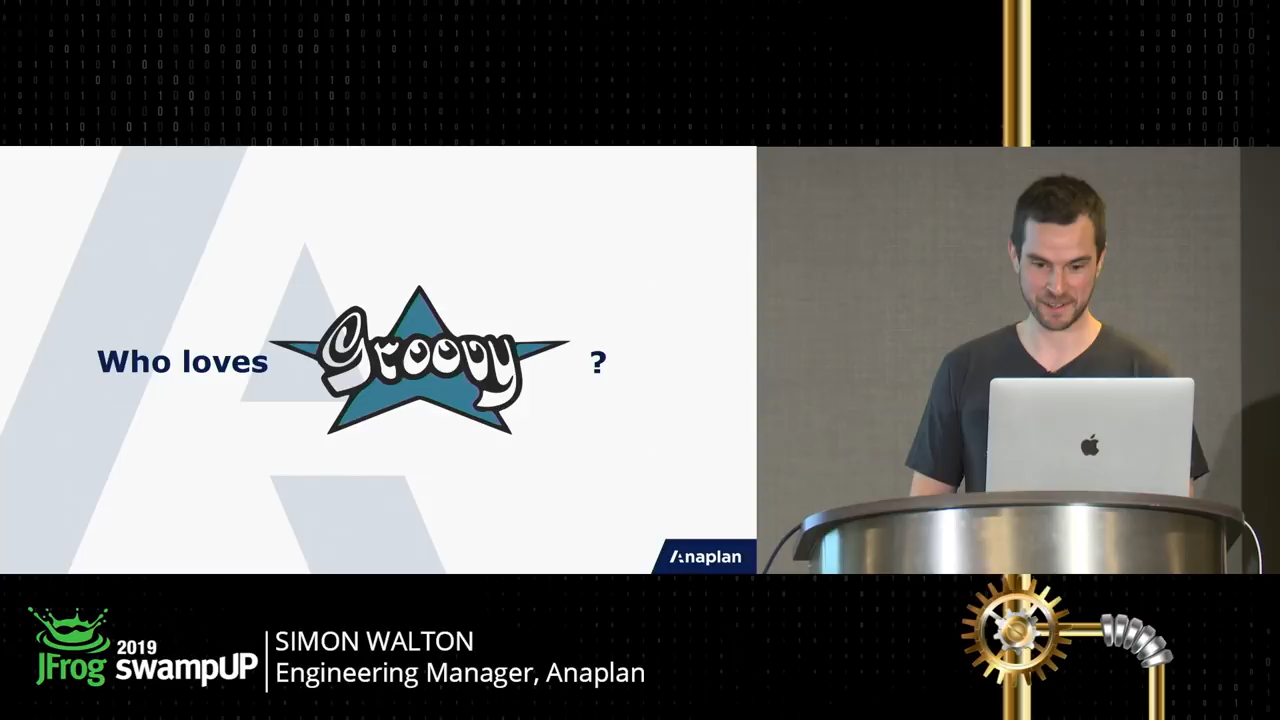 Who loves Groovy ?
Anaplan
2019
JFrog swampUP
SIMON WALTON
Engineering Manager, Anaplan